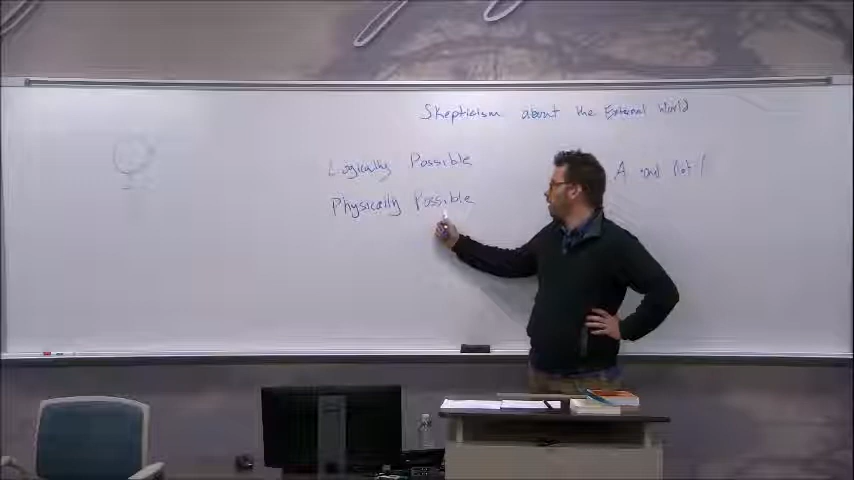 Skepticism about the External World
Logically Possible
A and not
Physically Possible